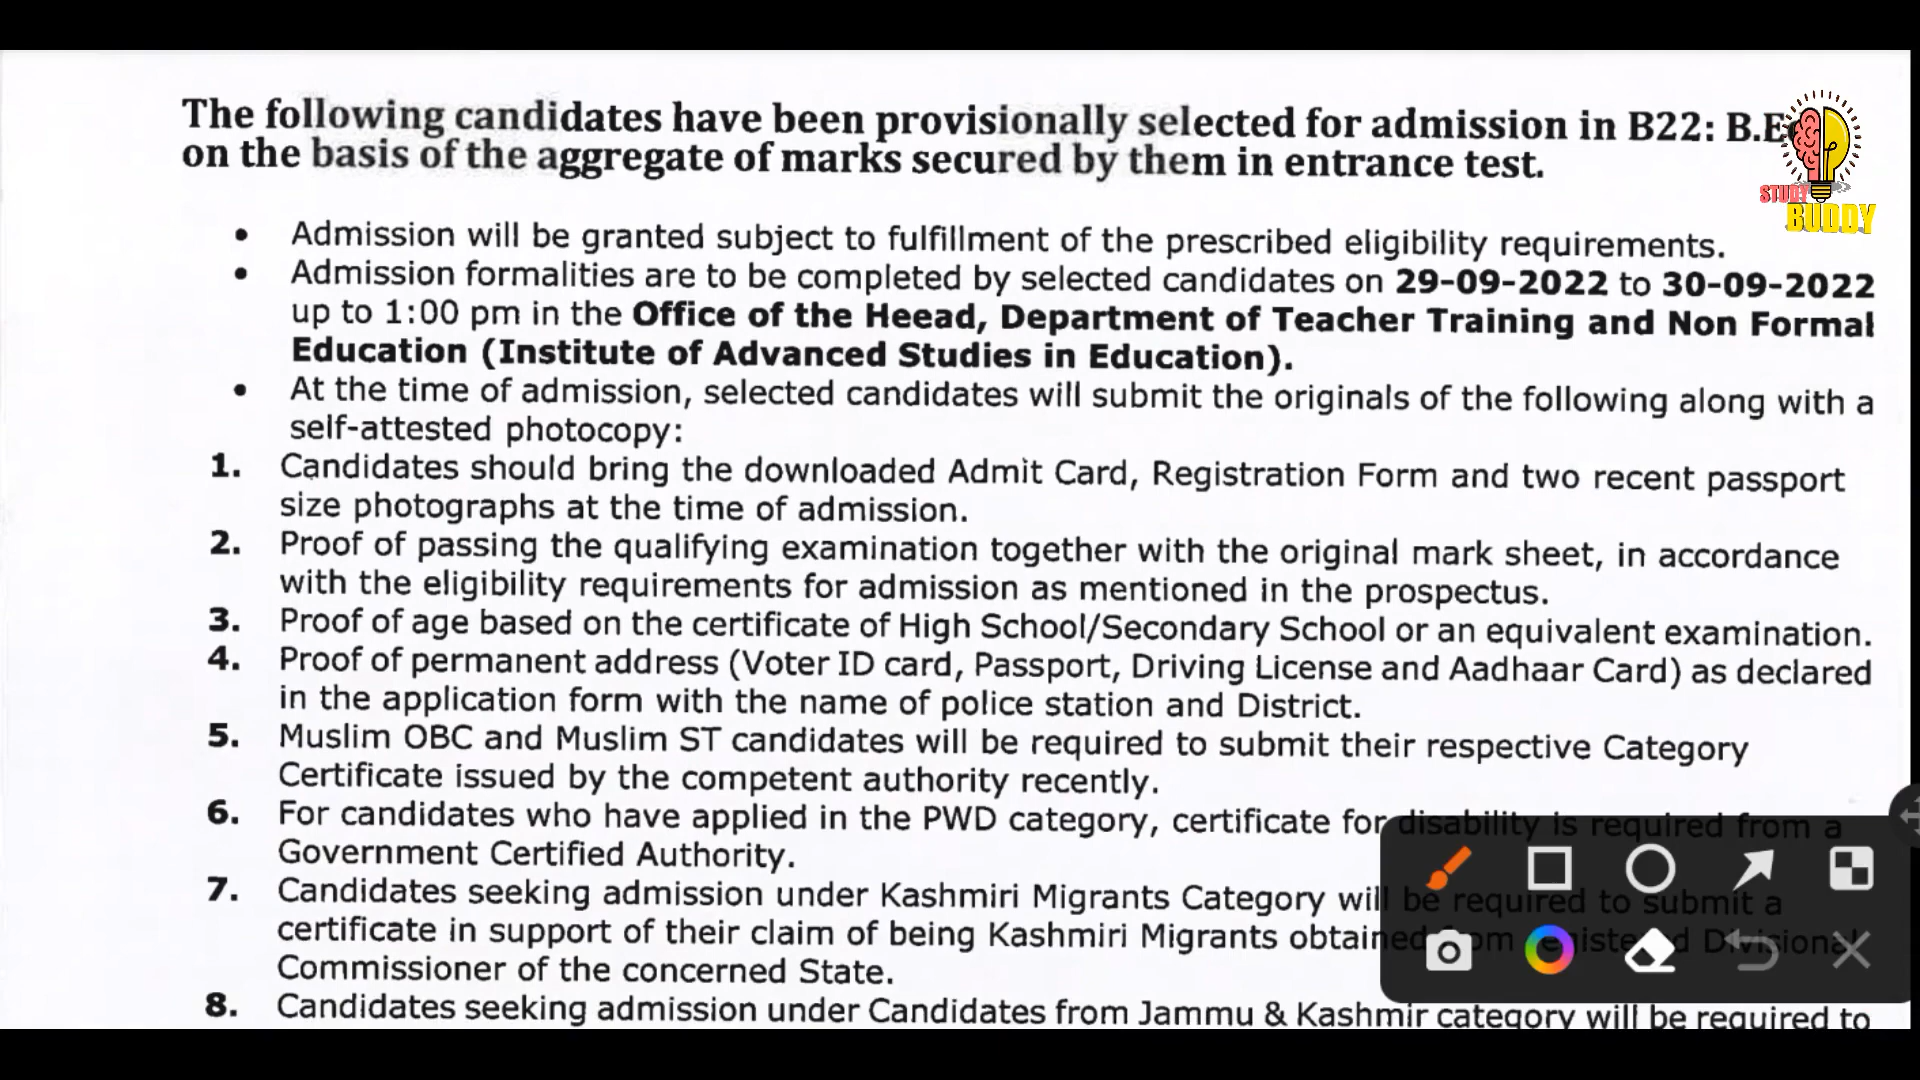 The following candidates have been provisionally selected for admission in B22: B.E
on the basis of the aggregate of marks secured by them in entrance test.
STUDY
BUDDY
• Admission will be granted subject to fulfillment of the prescribed eligibility requirements.
• Admission formalities are to be completed by selected candidates on 29-09-2022 to 30-09-2022
up to 1:00 pm in the Office of the Heead, Department of Teacher Training and Non Formal
Education (Institute of Advanced Studies in Education).
• At the time of admission, selected candidates will submit the originals of the following along with a
self-attested photocopy:
1. Candidates should bring the downloaded Admit Card, Registration Form and two recent passport
size photographs at the time of admission.
2. Proof of passing the qualifying examination together with the original mark sheet, in accordance
with the eligibility requirements for admission as mentioned in the prospectus.
3. Proof of age based on the certificate of High School/Secondary School or an equivalent examination.
4. Proof of permanent address (Voter ID card, Passport, Driving License and Aadhaar Card) as declared
in the application form with the name of police station and District.
5. Muslim OBC and Muslim ST candidates will be required to submit their respective Category
Certificate issued by the competent authority recently.
6. For candidates who have applied in the PWD category, certificate for disability is required from a
Government Certified Authority.
7. Candidates seeking admission under Kashmiri Migrants Category will be required to submit a
certificate in support of their claim of being Kashmiri Migrants obtained Divisional
Commissioner of the concerned State.
8. Candidates seeking admission under Candidates from Jammu & Kashmir category will be required to